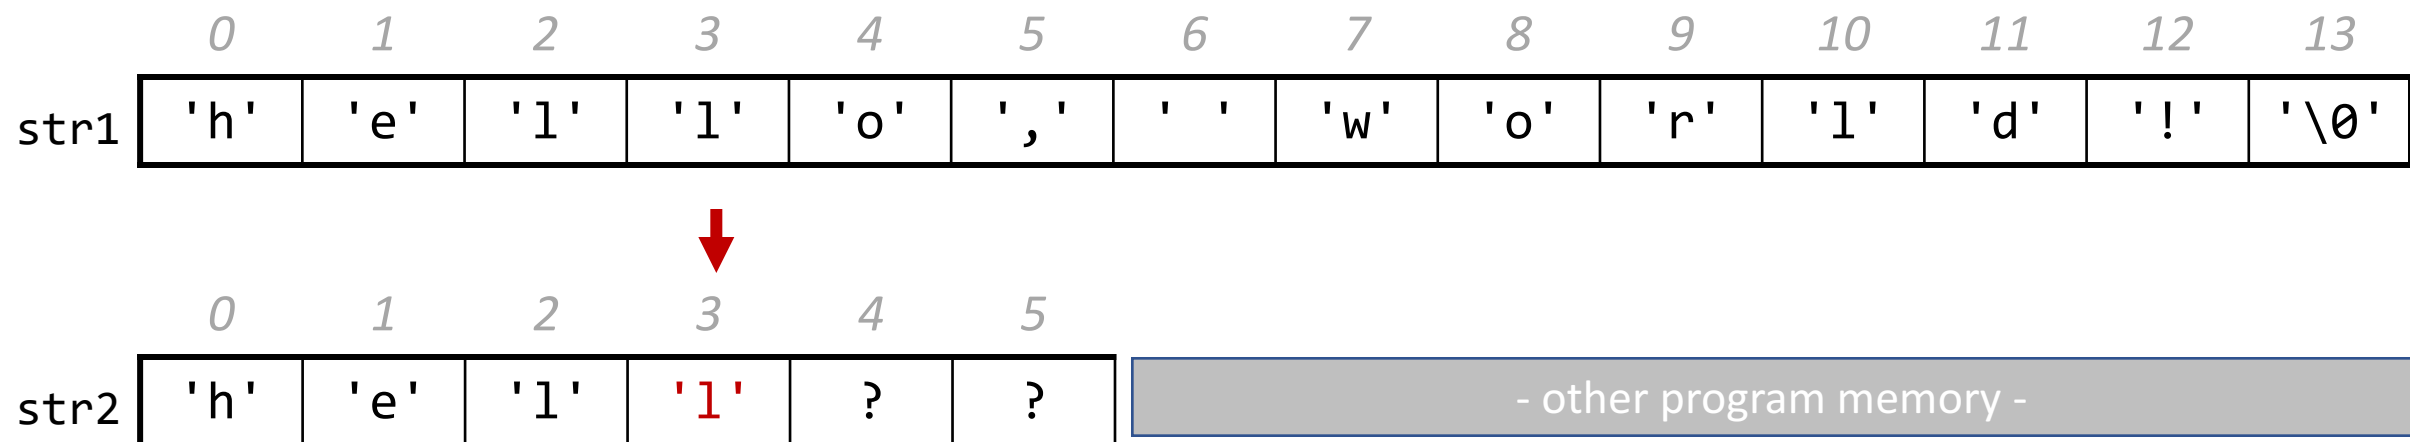 0 1 2 3 4 5 6 7 8 9 10 11 12 13
str1 'h' 'e' 'l' 'l' 'o' ',' ' ' 'w' 'o' 'r' 'l' 'd' '!' '\0'
0 1 2 3 4 5
str2 'h' 'e' 'l' 'l' ? ? - other program memory -